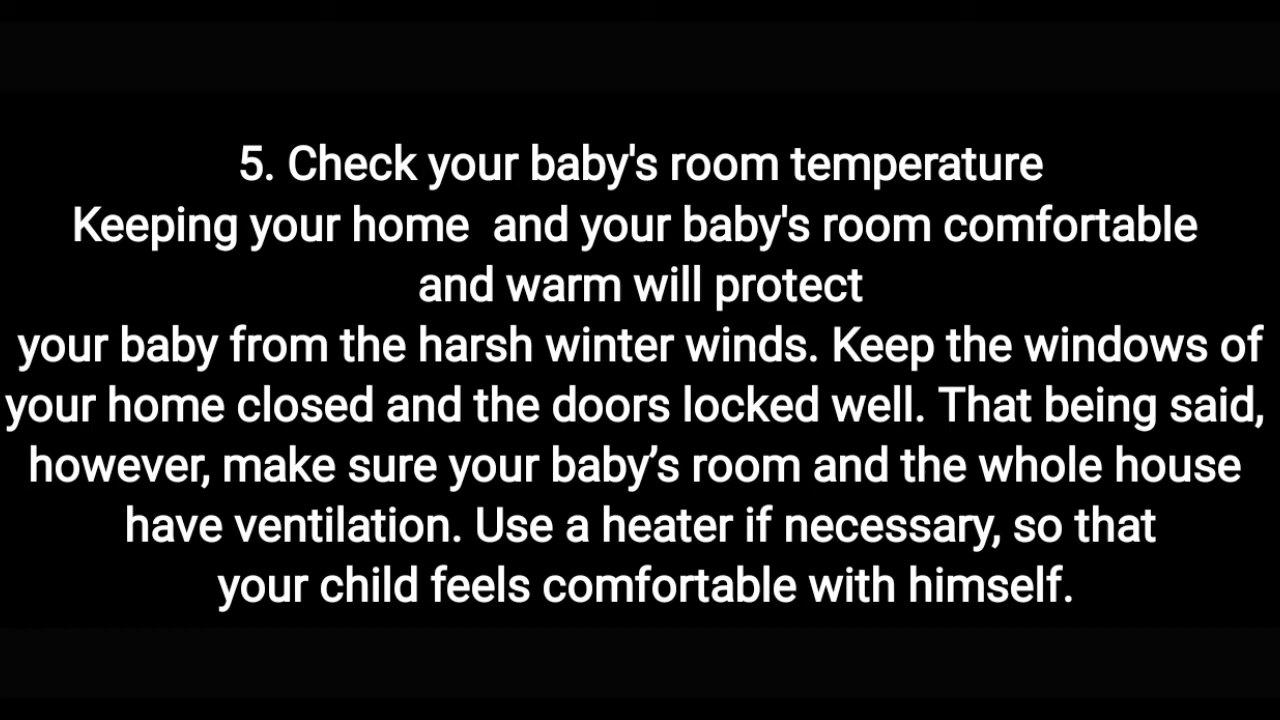 5. Check your baby's room temperature
Keeping your home  and your baby's room comfortable
and warm will protect
your baby from the harsh winter winds. Keep the windows of
your home closed and the doors locked well. That being said,
however, make sure your baby’s room and the whole house
have ventilation. Use a heater if necessary, so that
your child feels comfortable with himself.